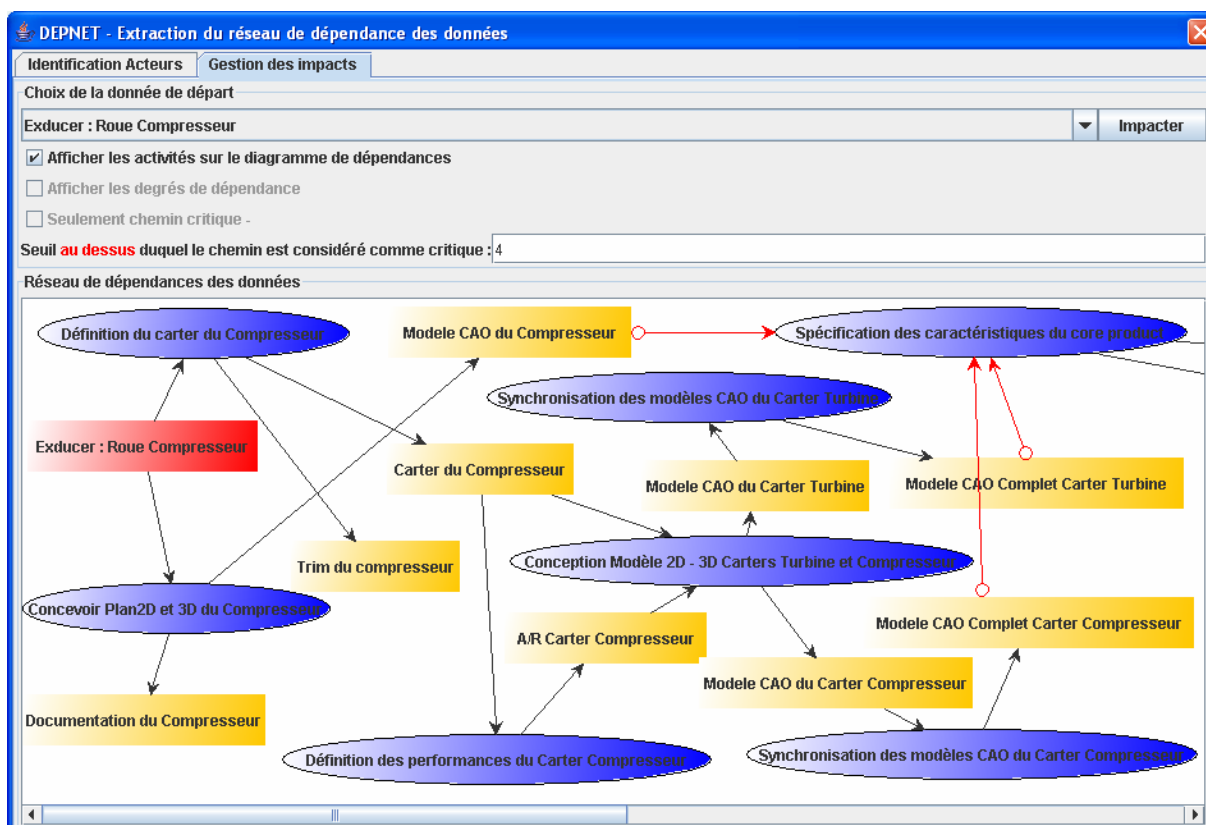 DEPNET - Extraction du réseau de dépendance des données
Identification Acteurs
Gestion des impacts
Choix de la donnée de départ
Exducer : Roue Compresseur
Impacter
Afficher les activités sur le diagramme de dépendances
Afficher les degrés de dépendance
Seulement chemin critique -
Seuil au dessus duquel le chemin est considéré comme critique : 4
Réseau de dépendances des données
Définition du carter du Compresseur
Modele CAO du Compresseur
Spécification des caractéristiques du core product
Synchronisation des modèles CAO du Carter Turbine
Exducer : Roue Compresseur
Carter du Compresseur
Modele CAO du Carter Turbine
Modele CAO Complet Carter Turbine
Trim du compresseur
Conception Modèle 2D - 3D Carters Turbine et Compresseur
Concevoir Plan2D et 3D du Compresseur
A/R Carter Compresseur
Modele CAO Complet Carter Compresseur
Modele CAO du Carter Compresseur
Documentation du Compresseur
Définition des performances du Carter Compresseur
Synchronisation des modèles CAO du Carter Compresseur